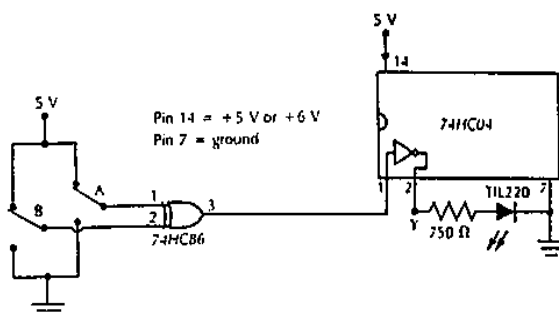 5 V
14
5 V
Pin 14 = +5 V or +6 V
Pin 7 = ground
74HC04
A
1
3
B
2
74HC86
1
2
7
TIL220
Y
750 Ω